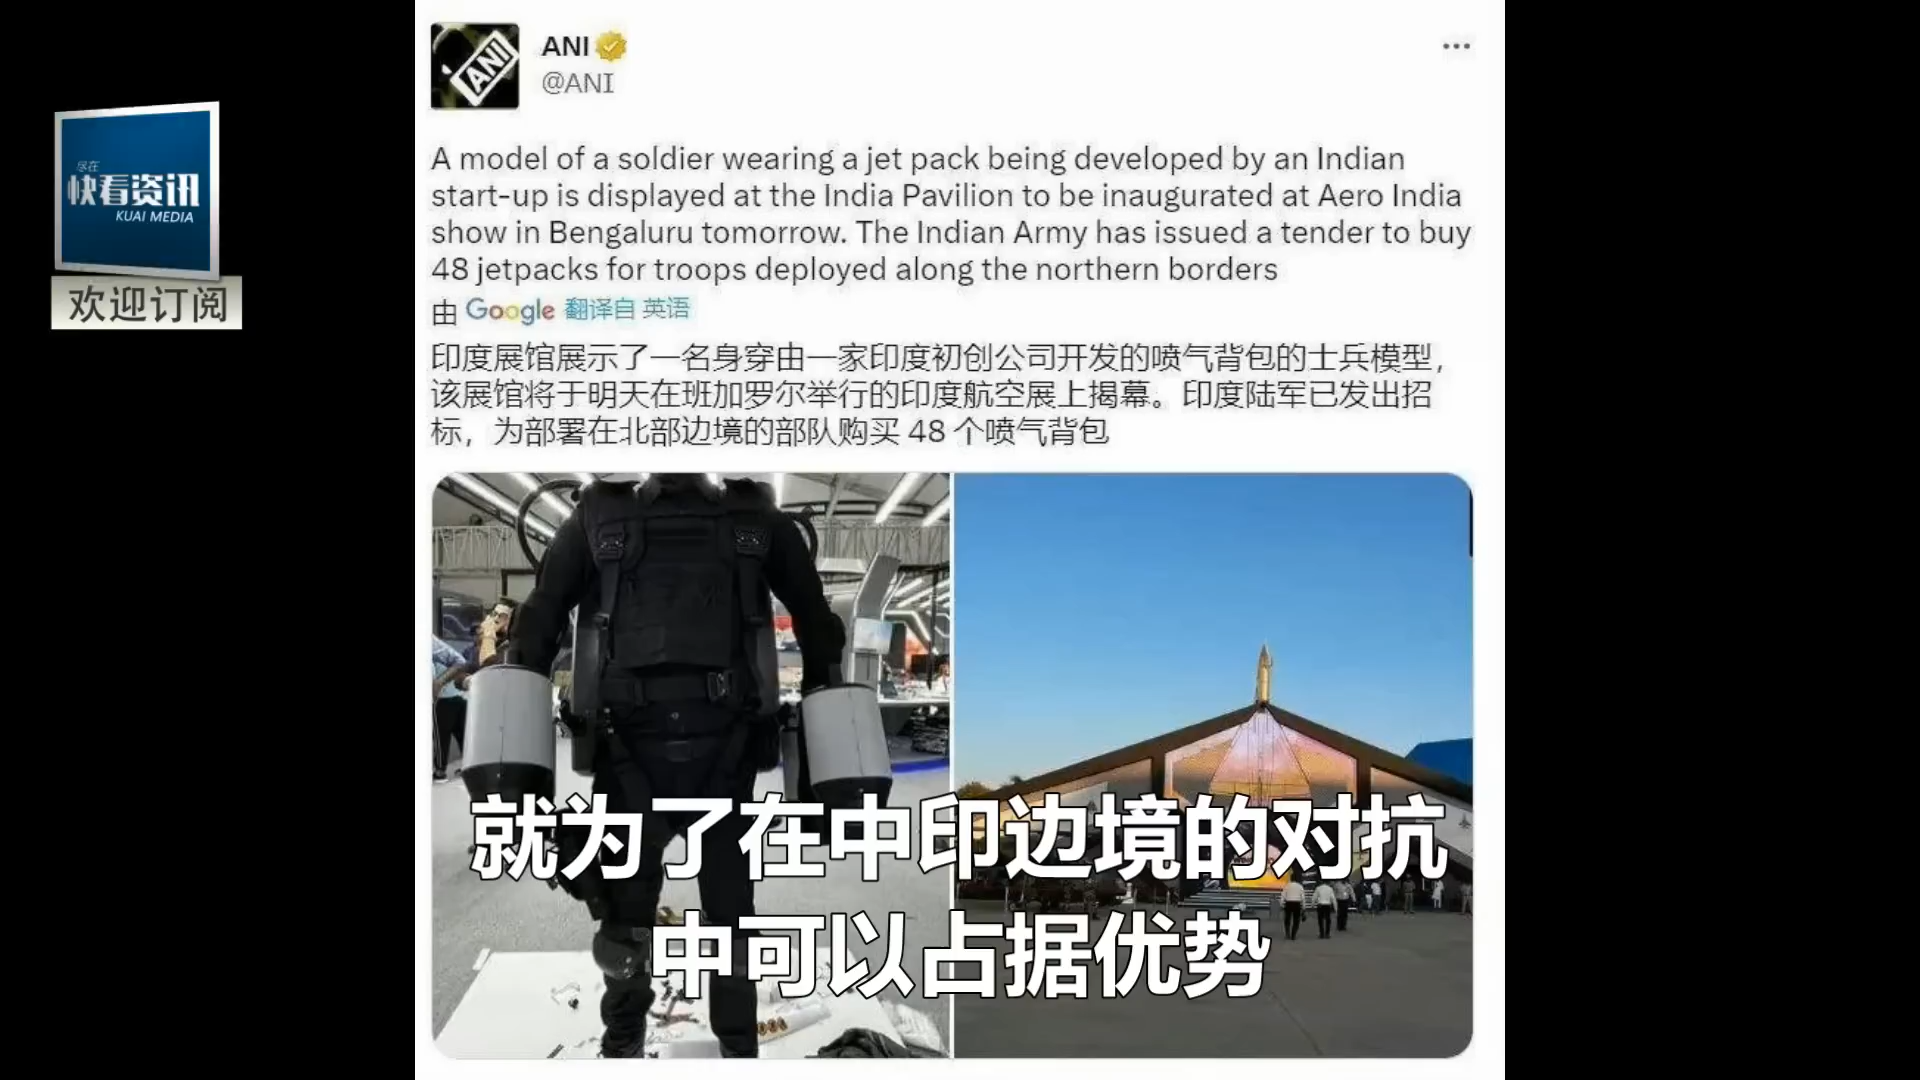 尽在
快看资讯
KUAI MEDIA
欢迎订阅
ANI
ANI
@ANI
A model of a soldier wearing a jet pack being developed by an Indian
start-up is displayed at the India Pavilion to be inaugurated at Aero India
show in Bengaluru tomorrow. The Indian Army has issued a tender to buy
48 jetpacks for troops deployed along the northern borders
由 Google 翻译自 英语
印度展馆展示了一名身穿由一家印度初创公司开发的喷气背包的士兵模型，
该展馆将于明天在班加罗尔举行的印度航空展上揭幕。印度陆军已发出招
标，为部署在北部边境的部队购买 48 个喷气背包
就为了在中印边境的对抗
中可以占据优势